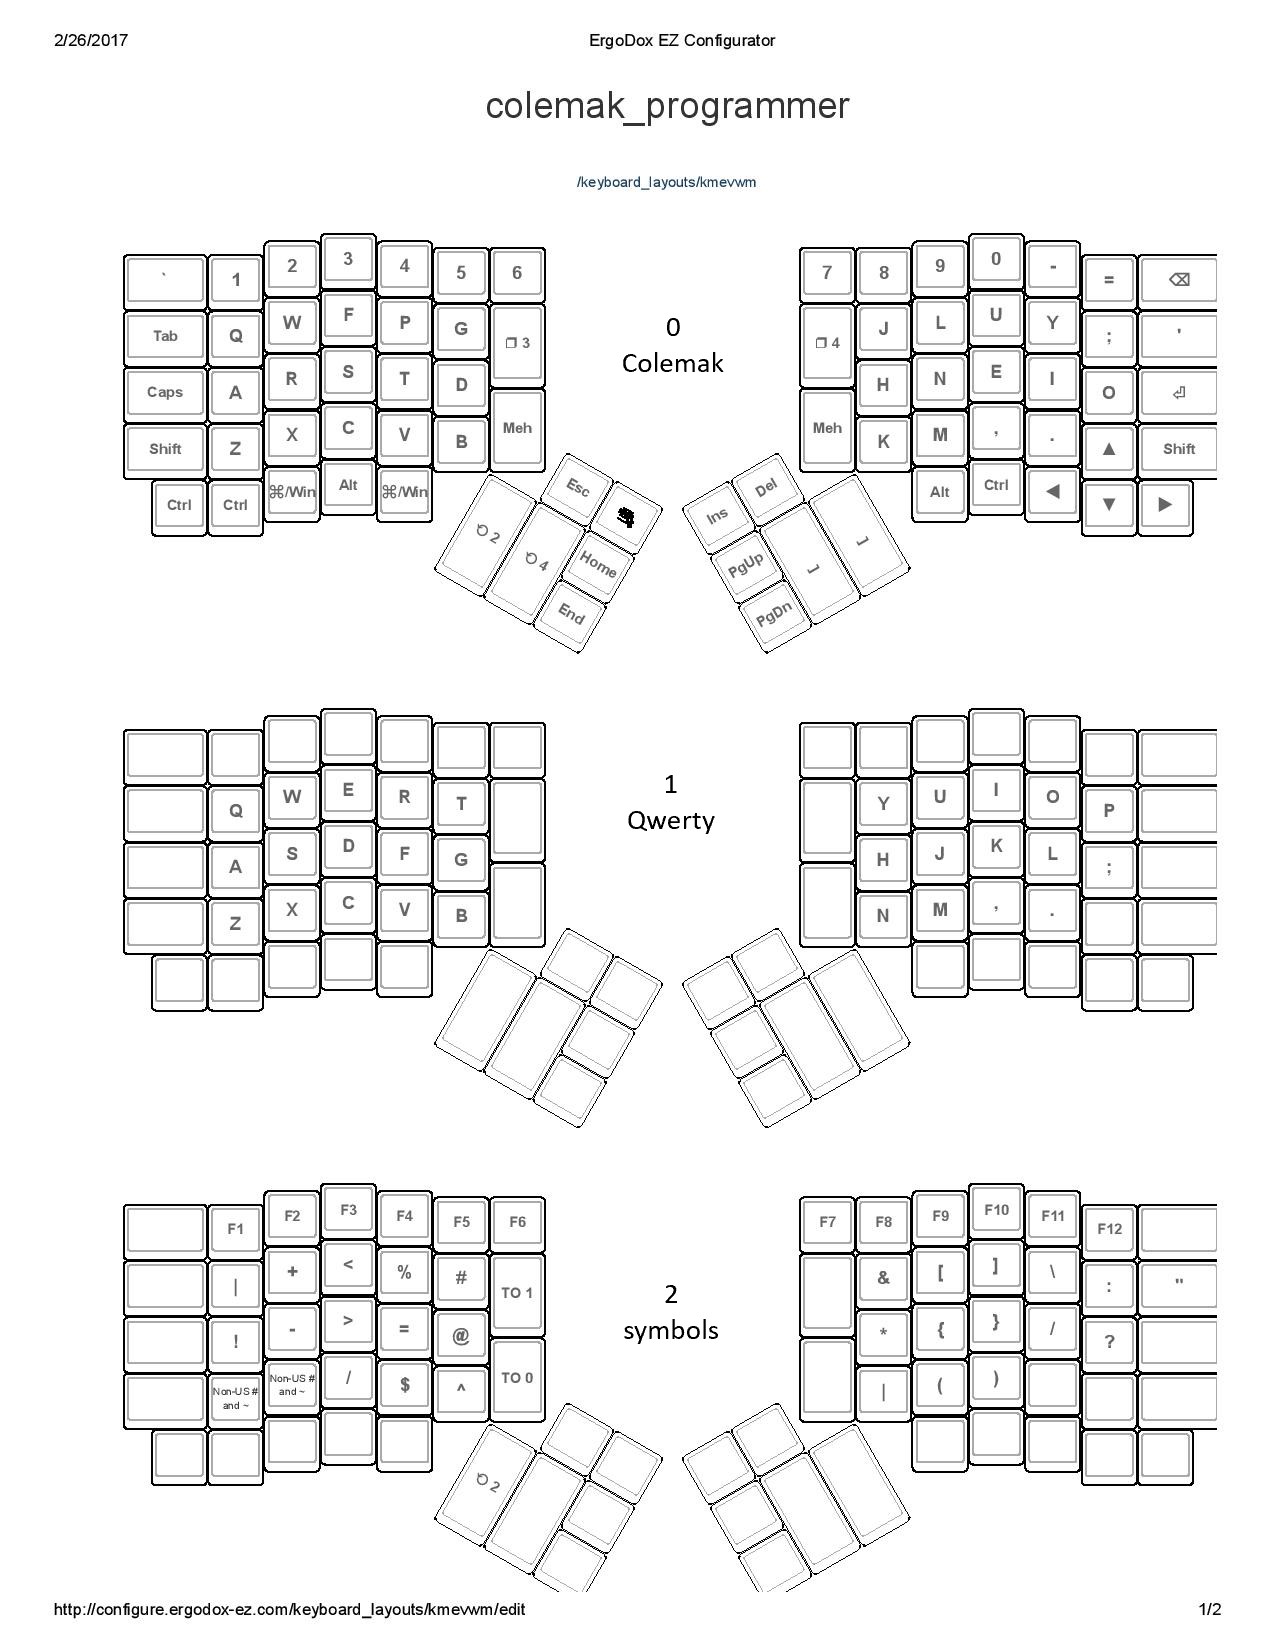 2/26/2017 ErgoDox EZ Configurator
colemak_programmer
/keyboard_layouts/kmevwm
` 1 2 3 4 5 6 7 8 9 0 - = ⌫
Tab Q W F P G ❐ 3 ❐ 4 J L U Y ; '
0
Colemak
Caps A R S T D H N E I O ⏎
Shift Z X C V B Meh Meh K M , . ▲ Shift
Ctrl Ctrl ⌘/Win Alt ⌘/Win Alt Ctrl ◀ ▼ ▶
Esc Ins Del
⟲ 2 ⟲ 4 Home PgUp
End PgDn
1
Qwerty
Q W E R T Y U I O P
A S D F G H J K L ;
Z X C V B N M , .
F1 F2 F3 F4 F5 F6 F7 F8 F9 F10 F11 F12
| + < % # TO 1 & [ ] \ : "
2
symbols
! - > = @ * { } / ?
Non-US # and ~ Non-US # and ~ / $ ^ TO 0 | ( )
⟲ 2
http://configure.ergodox-ez.com/keyboard_layouts/kmevwm/edit 1/2